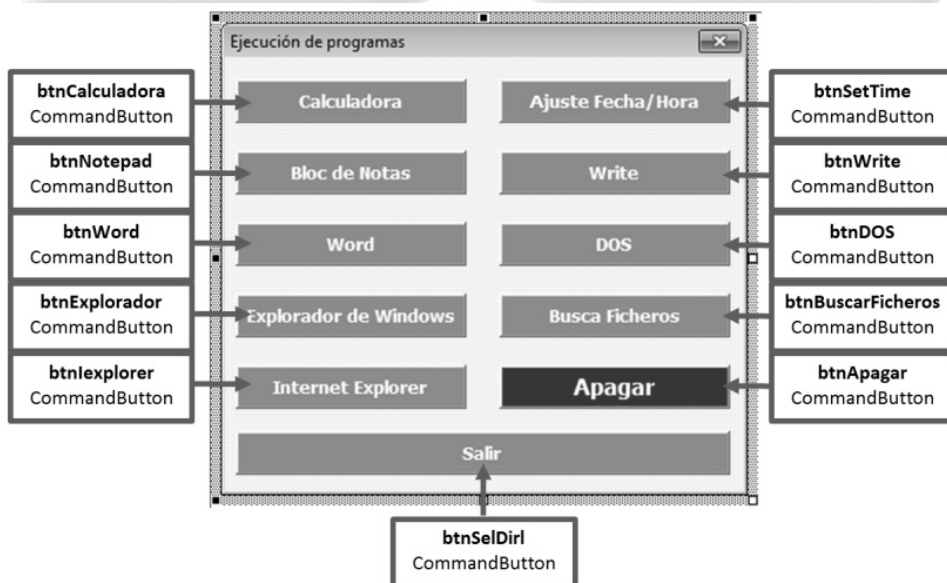 Ejecución de programas
btnCalculadora
CommandButton
Calculadora
Ajuste Fecha/Hora
btnSetTime
CommandButton
btnNotepad
CommandButton
Bloc de Notas
Write
btnWrite
CommandButton
btnWord
CommandButton
Word
DOS
btnDOS
CommandButton
btnExplorador
CommandButton
Explorador de Windows
Busca Ficheros
btnBuscarFicheros
CommandButton
btnIexplorer
CommandButton
Internet Explorer
Apagar
btnApagar
CommandButton
Salir
btnSelDirl
CommandButton